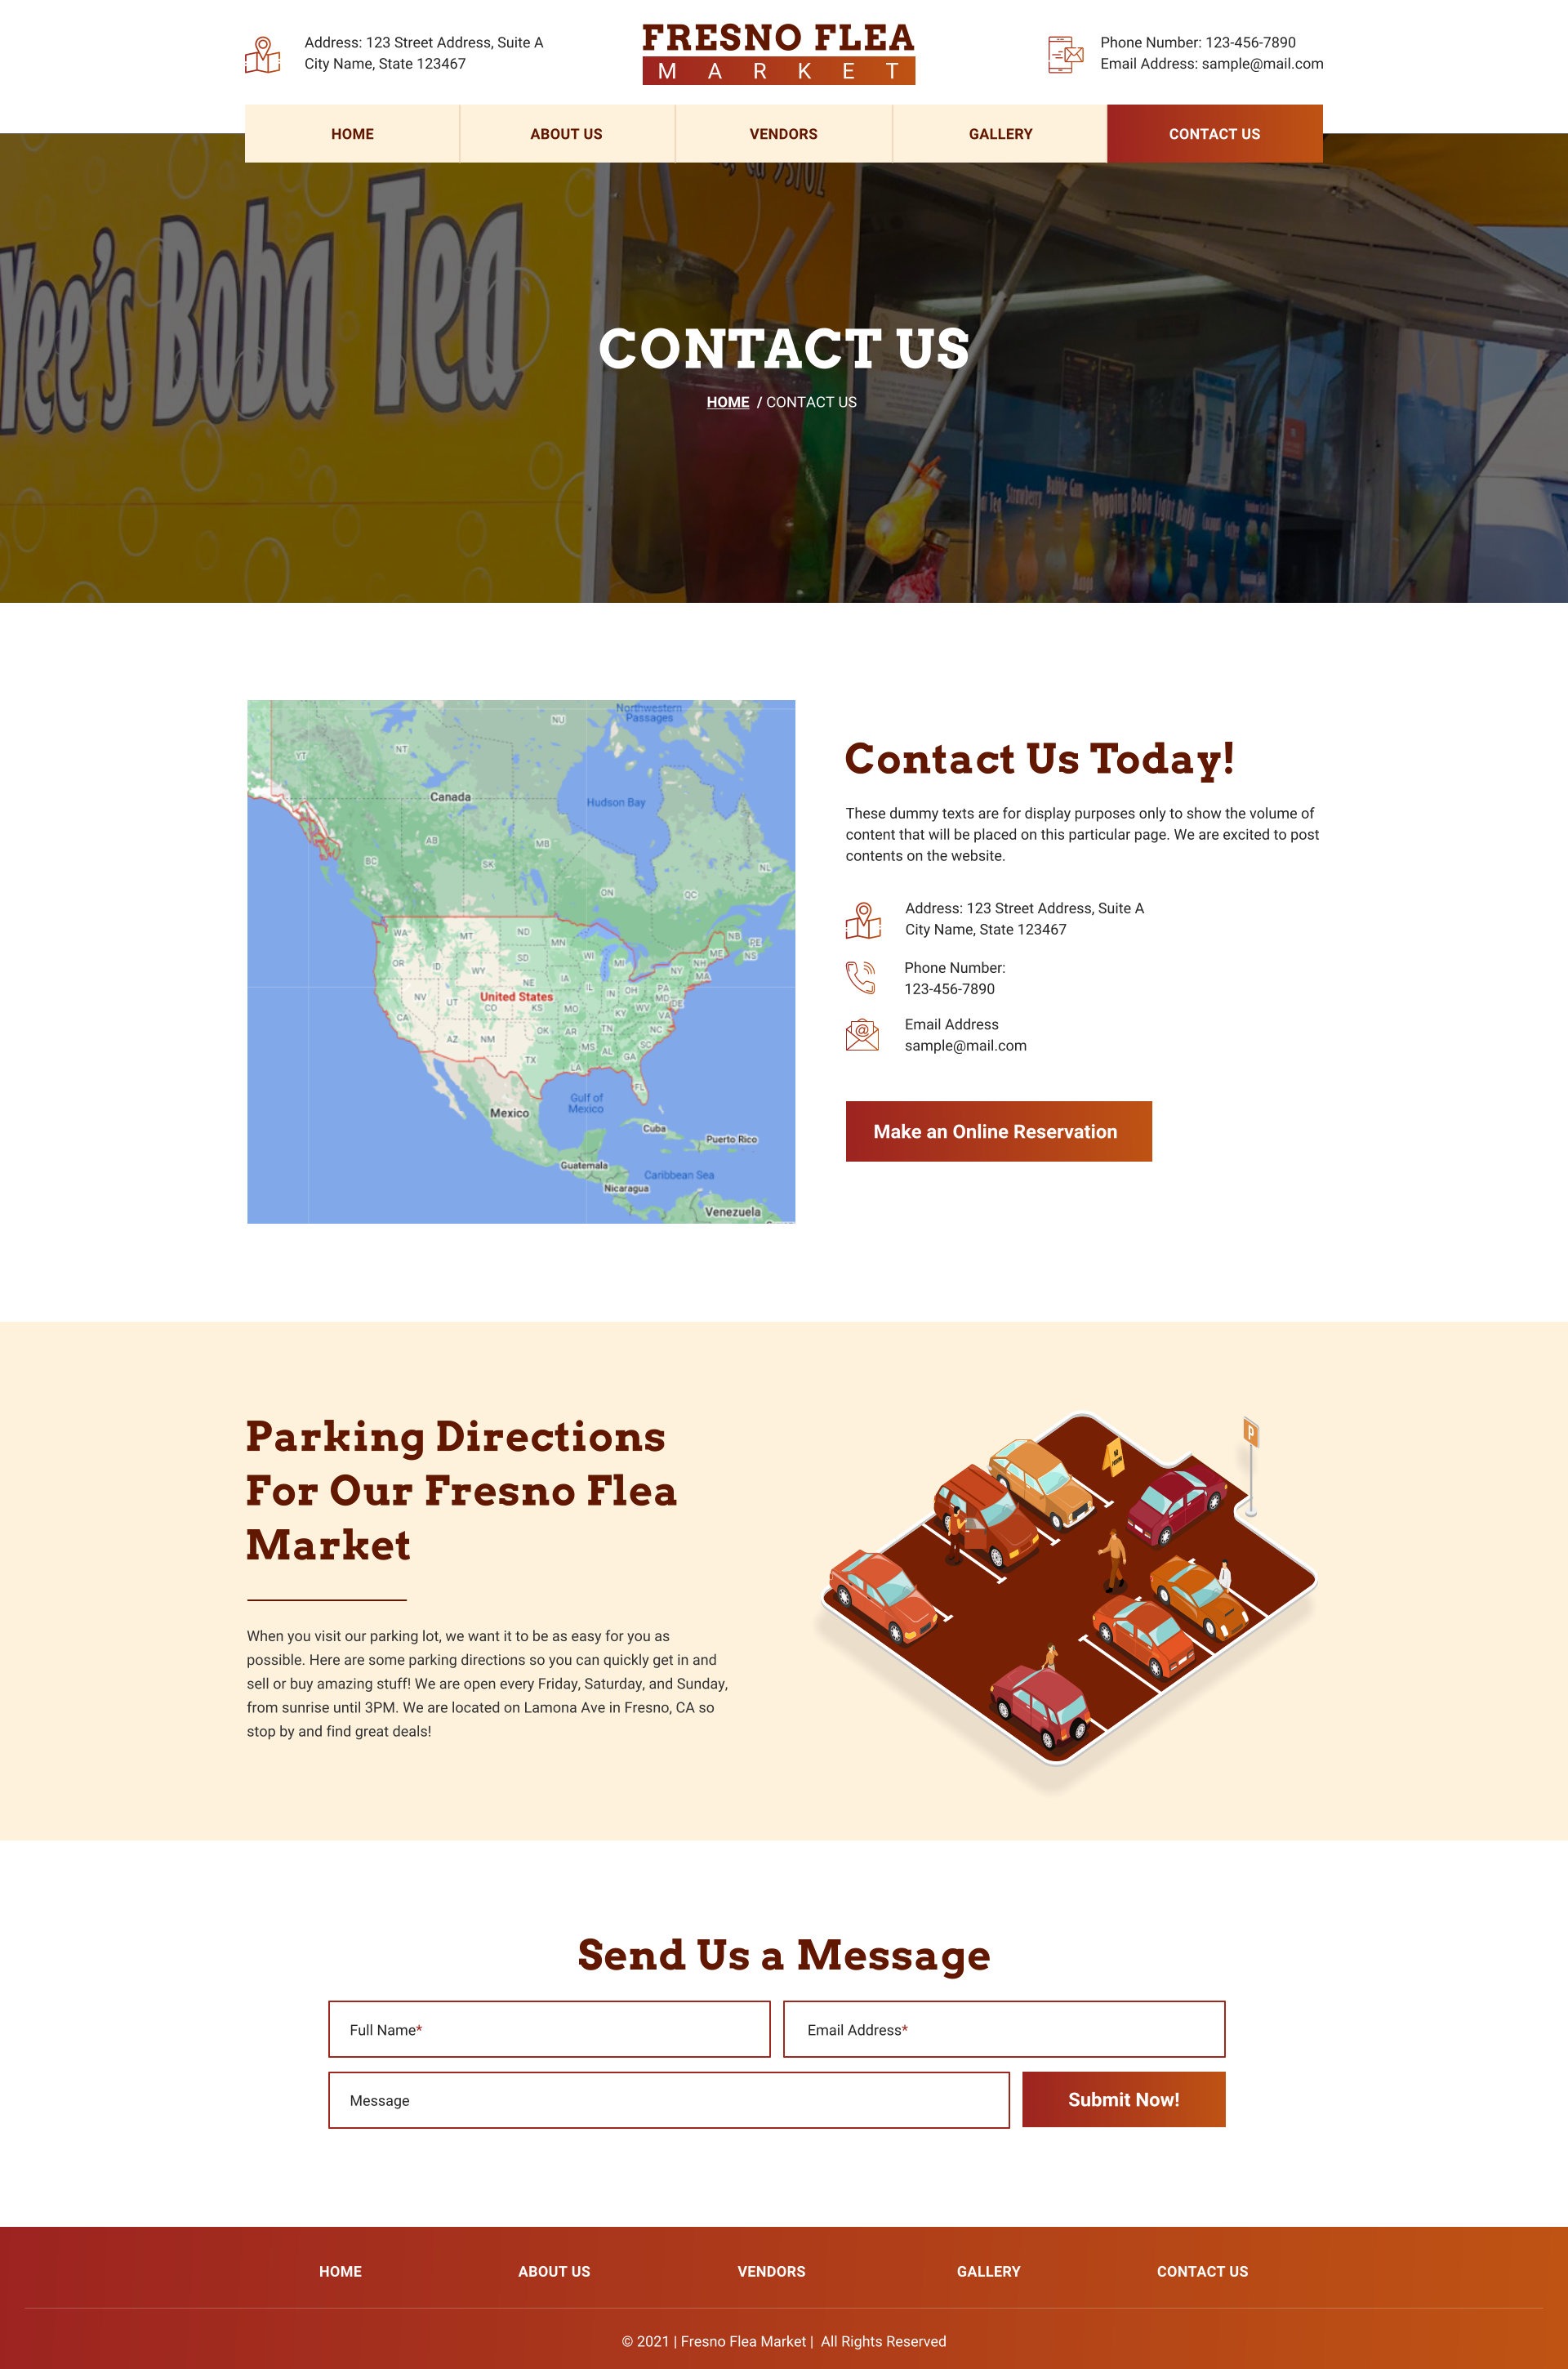 Address: 123 Street Address, Suite A
City Name, State 123467
FRESNO FLEA
MARKET
Phone Number: 123-456-7890
Email Address: sample@mail.com
HOME
ABOUT US
VENDORS
GALLERY
CONTACT US
Yee's Boba Tea
CONTACT US
HOME / CONTACT US
Strawberry
Bubble Gum
Popping Boba Light Bulb
Contact Us Today!
These dummy texts are for display purposes only to show the volume of
content that will be placed on this particular page. We are excited to post
contents on the website.
Address: 123 Street Address, Suite A
City Name, State 123467
Phone Number:
123-456-7890
Email Address
sample@mail.com
Make an Online Reservation
Northwestern
Passages
NU
YT
NT
Canada
Hudson Bay
AB
MB
BC
SK
NL
ON
QC
WA
MT
ND
MN
NB
PE
ME
NS
OR
ID
SD
WI
MI
NH
WY
NY
MA
NE
IA
IL
IN
OH
PA
NV
UT
United States
MD
DE
CO
KS
MO
KY
WV
VA
CA
OK
AR
TN
NC
AZ
NM
MS
AL
SC
GA
TX
LA
FL
Gulf of
Mexico
Mexico
Cuba
Puerto Rico
Guatemala
Caribbean Sea
Nicaragua
Venezuela
Parking Directions
For Our Fresno Flea
Market
When you visit our parking lot, we want it to be as easy for you as
possible. Here are some parking directions so you can quickly get in and
sell or buy amazing stuff! We are open every Friday, Saturday, and Sunday,
from sunrise until 3PM. We are located on Lamona Ave in Fresno, CA so
stop by and find great deals!
P
Send Us a Message
Full Name*
Email Address*
Message
Submit Now!
HOME
ABOUT US
VENDORS
GALLERY
CONTACT US
© 2021 | Fresno Flea Market | All Rights Reserved